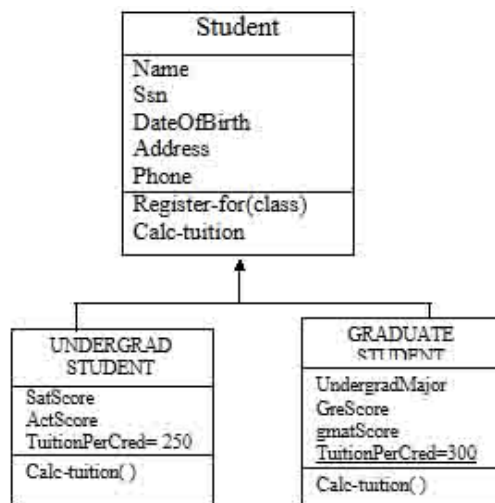 Student
Name
Ssn
DateOfBirth
Address
Phone
Register-for(class)
Calc-tuition
UNDERGRAD
STUDENT
SatScore
ActScore
TuitionPerCred= 250
Calc-tuition( )
GRADUATE
STUDENT
UndergradMajor
GreScore
gmatScore
TuitionPerCred=300
Calc-tuition( )